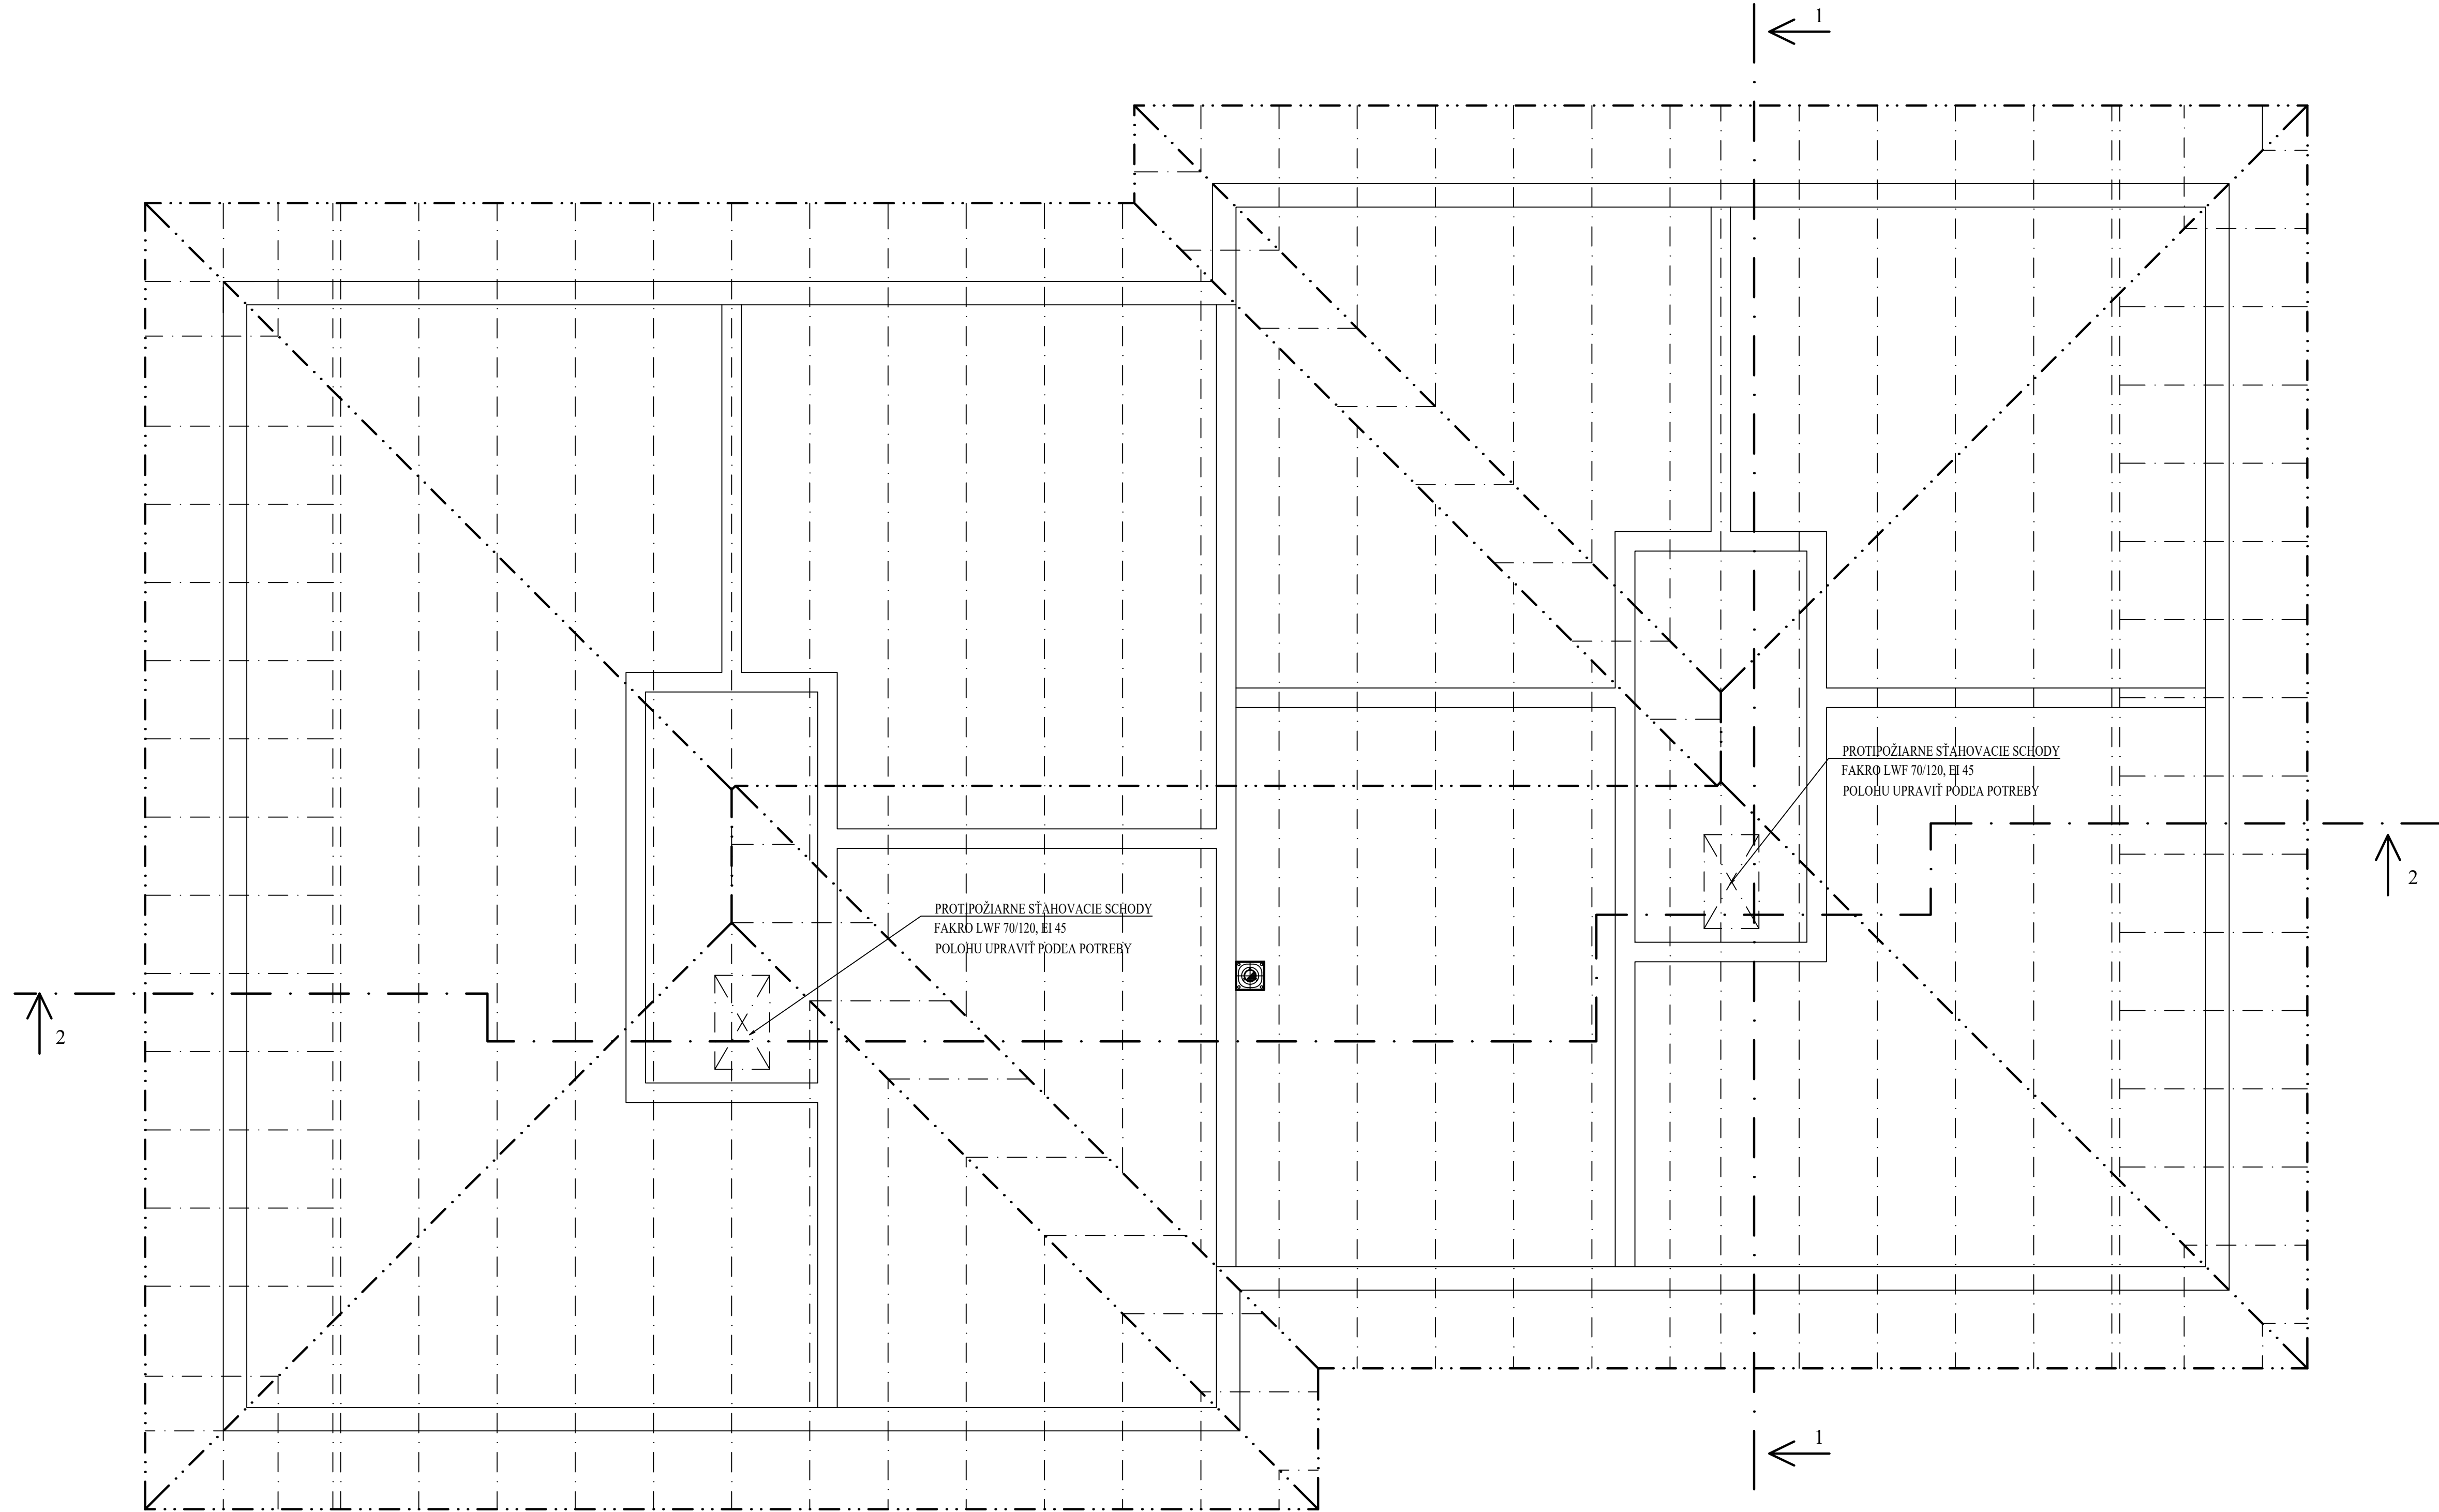 1
PROTIPOŽIARNE SŤAHOVACIE SCHODY
FAKRO LWF 70/120, EI 45
POLOHU UPRAVIŤ PODĽA POTREBY
2
PROTIPOŽIARNE SŤAHOVACIE SCHODY
FAKRO LWF 70/120, EI 45
POLOHU UPRAVIŤ PODĽA POTREBY
2
1